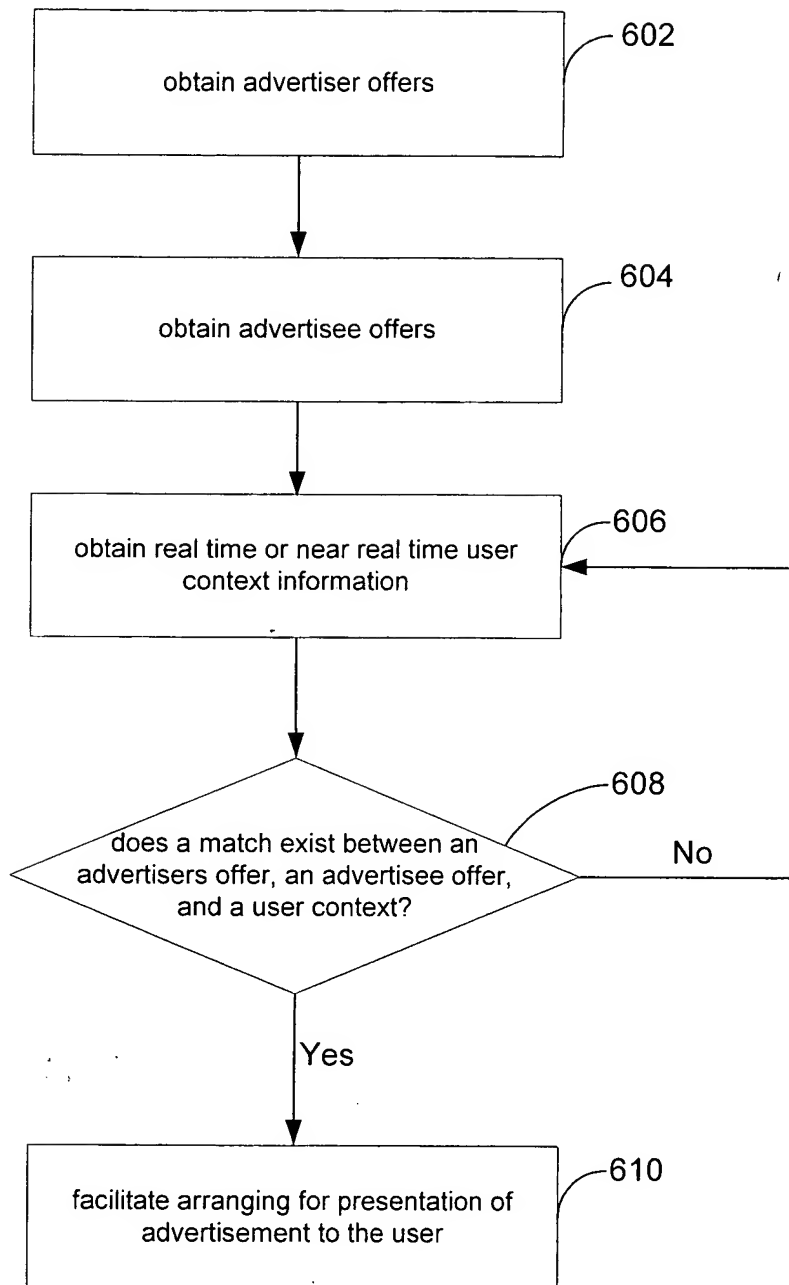 602
obtain advertiser offers
604
obtain advertisee offers
606
obtain real time or near real time user
context information
608
does a match exist between an
advertisers offer, an advertisee offer,
and a user context?
No
Yes
610
facilitate arranging for presentation of
advertisement to the user